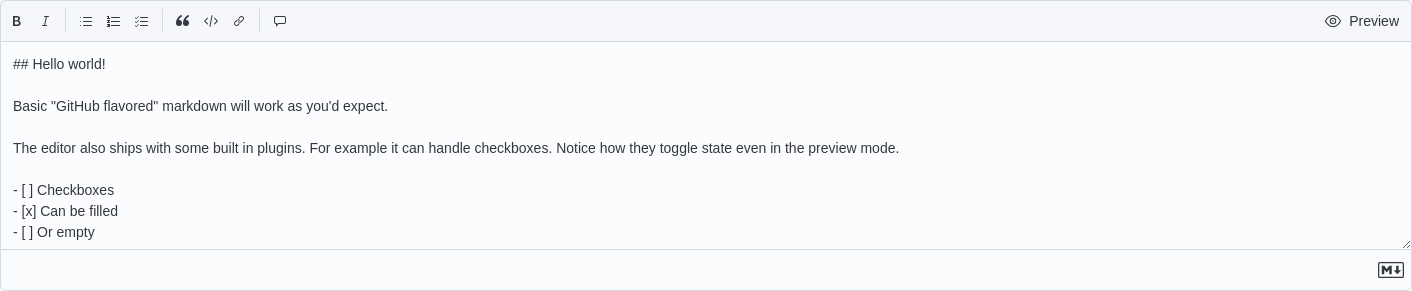 Preview
## Hello world!
Basic "GitHub flavored" markdown will work as you'd expect.
The editor also ships with some built in plugins. For example it can handle checkboxes. Notice how they toggle state even in the preview mode.
- [ ] Checkboxes
- [x] Can be filled
- [ ] Or empty